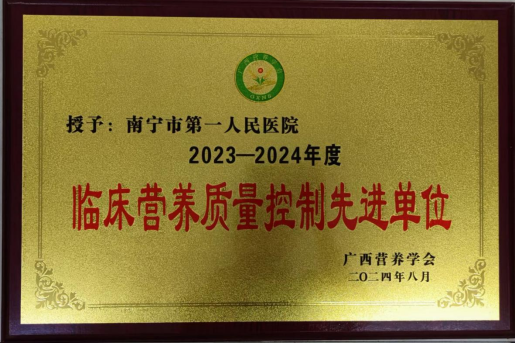 授予：南宁市第一人民医院
2023—2024年度
临床营养质量控制先进单位
广西营养学会
二〇二四年八月